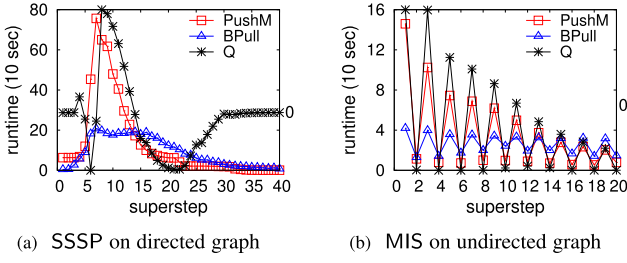 80
60
40
20
0
runtime (10 sec)
PushM
BPull
Q
0
0 5 10 15 20 25 30 35 40
superstep
(a) SSSP on directed graph
16
12
8
4
0
runtime (10 sec)
PushM
BPull
Q
0
0 2 4 6 8 10 12 14 16 18 20
superstep
(b) MIS on undirected graph